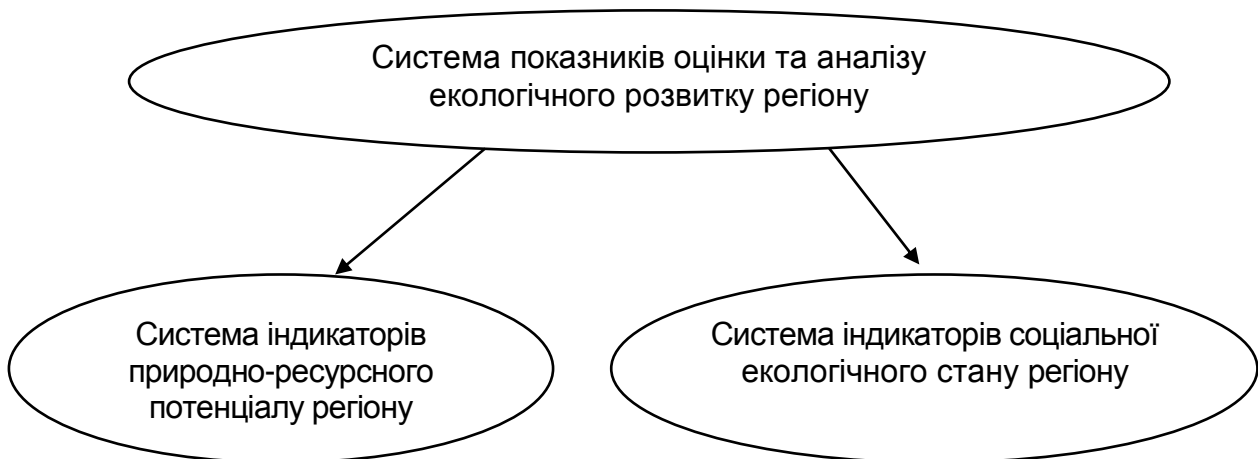 Система показників оцінки та аналізу
екологічного розвитку регіону
Система індикаторів
природно-ресурсного
потенціалу регіону
Система індикаторів соціальної
екологічного стану регіону